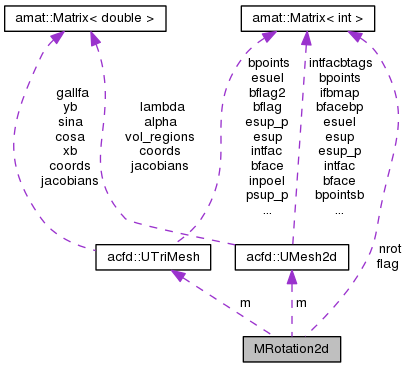 amat::Matrix< double >
amat::Matrix< int >
gallfa
yb
sina
cosa
xb
coords
jacobians
lambda
alpha
vol_regions
coords
jacobians
bpoints
esuel
bflag2
bflag
esup_p
esup
intfac
bface
inpoel
psup_p
...
intfacbtags
bpoints
ifbmap
bfacebp
esuel
esup
esup_p
intfac
bface
bpointsb
...
acfd::UTriMesh
acfd::UMesh2d
nrot
flag
m
m
MRotation2d